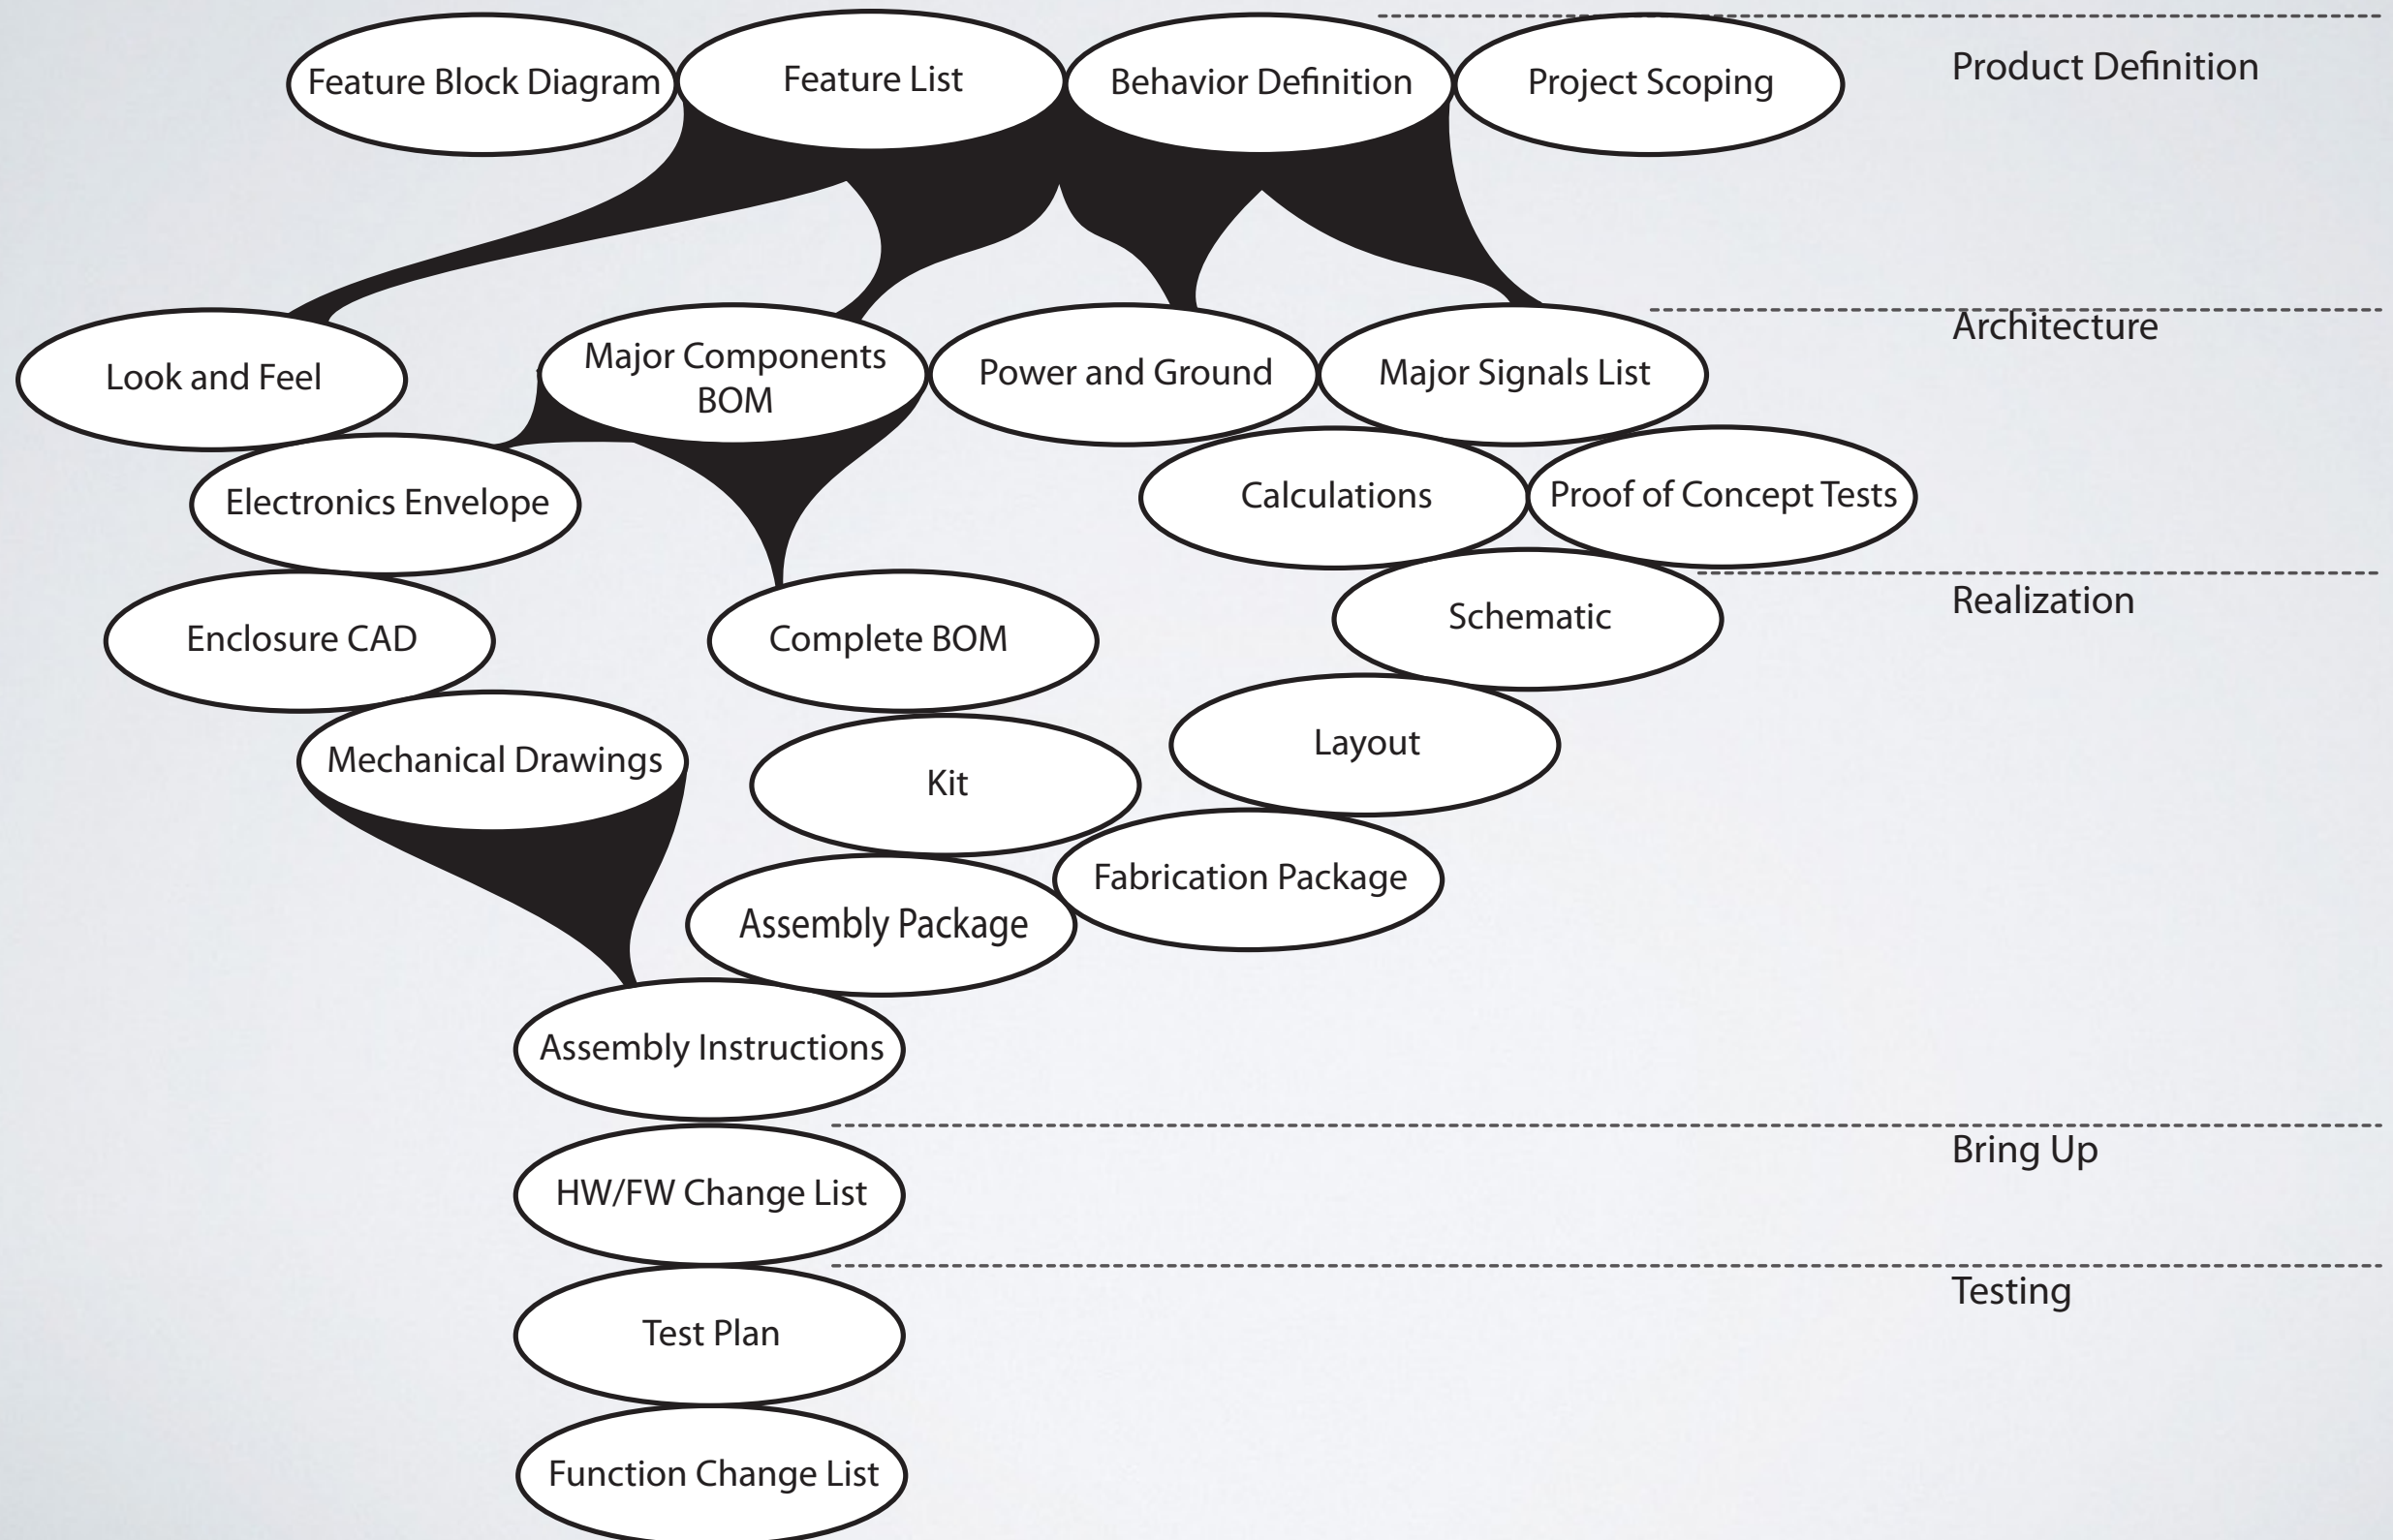 Feature Block Diagram
Feature List
Behavior Definition
Project Scoping
Product Definition
Architecture
Look and Feel
Major Components
BOM
Power and Ground
Major Signals List
Electronics Envelope
Calculations
Proof of Concept Tests
Realization
Enclosure CAD
Complete BOM
Schematic
Mechanical Drawings
Kit
Layout
Assembly Package
Fabrication Package
Assembly Instructions
Bring Up
HW/FW Change List
Testing
Test Plan
Function Change List